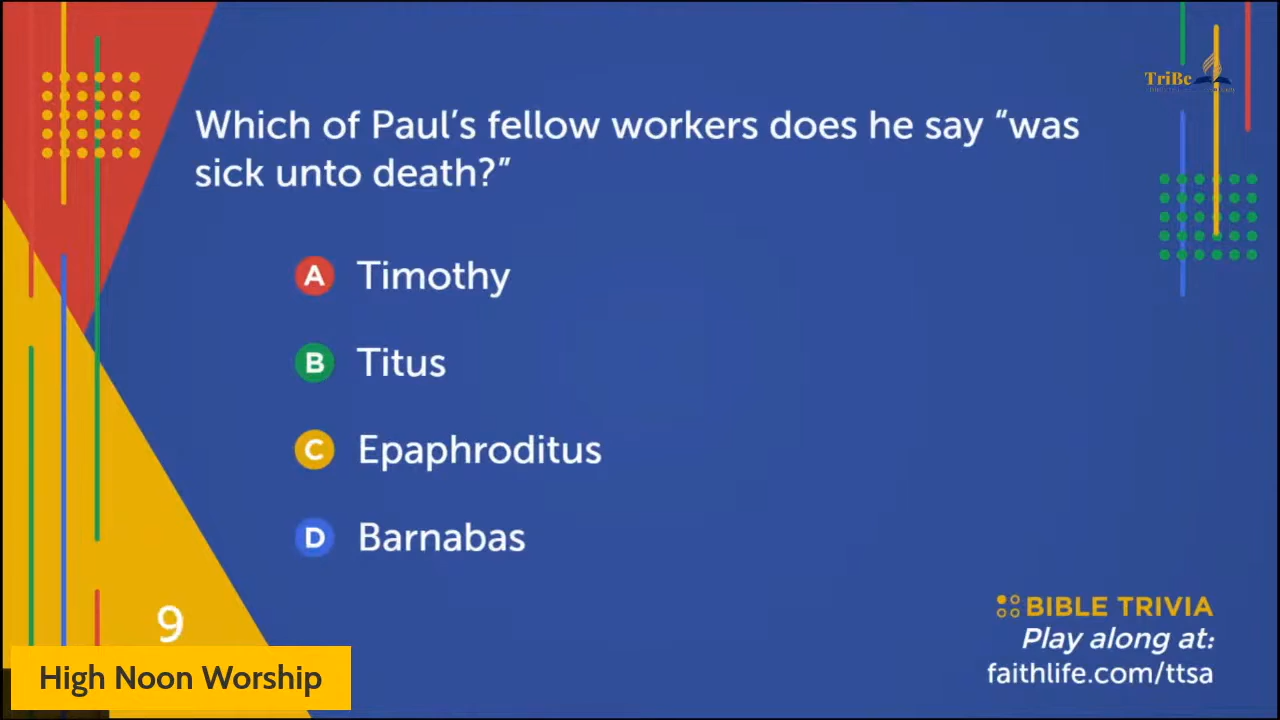 TriBe
Which of Paul's fellow workers does he say “was
sick unto death?”
A Timothy
B Titus
C Epaphroditus
D Barnabas
9
BIBLE TRIVIA
Play along at:
faithlife.com/ttsa
High Noon Worship